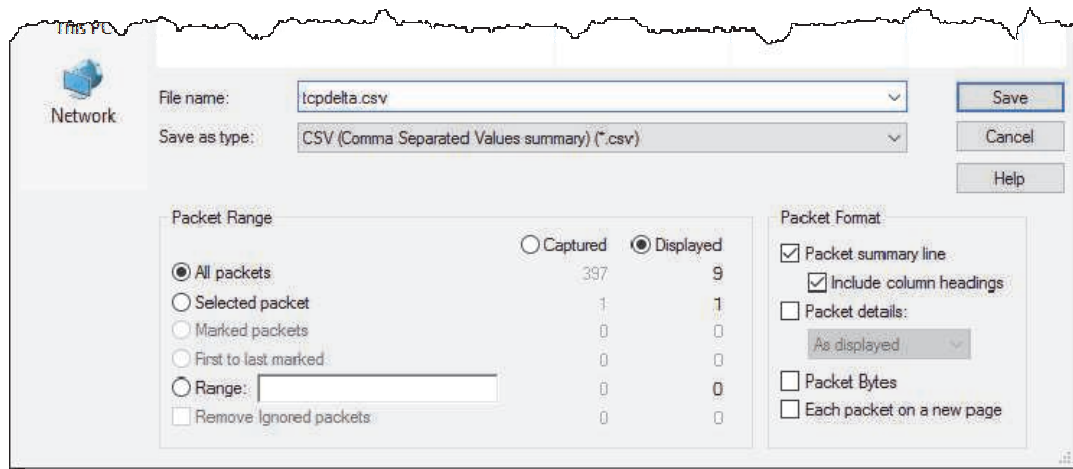 This PC
Network
File name: tcpdelta.csv
Save as type: CSV (Comma Separated Values summary) (*.csv)
Save
Cancel
Help
Packet Range
Captured Displayed
All packets 397 9
Selected packet 1 1
Marked packets 0 0
First to last marked 0 0
Range: 0 0
Remove Ignored packets 0 0
Packet Format
Packet summary line
Include column headings
Packet details:
As displayed
Packet Bytes
Each packet on a new page